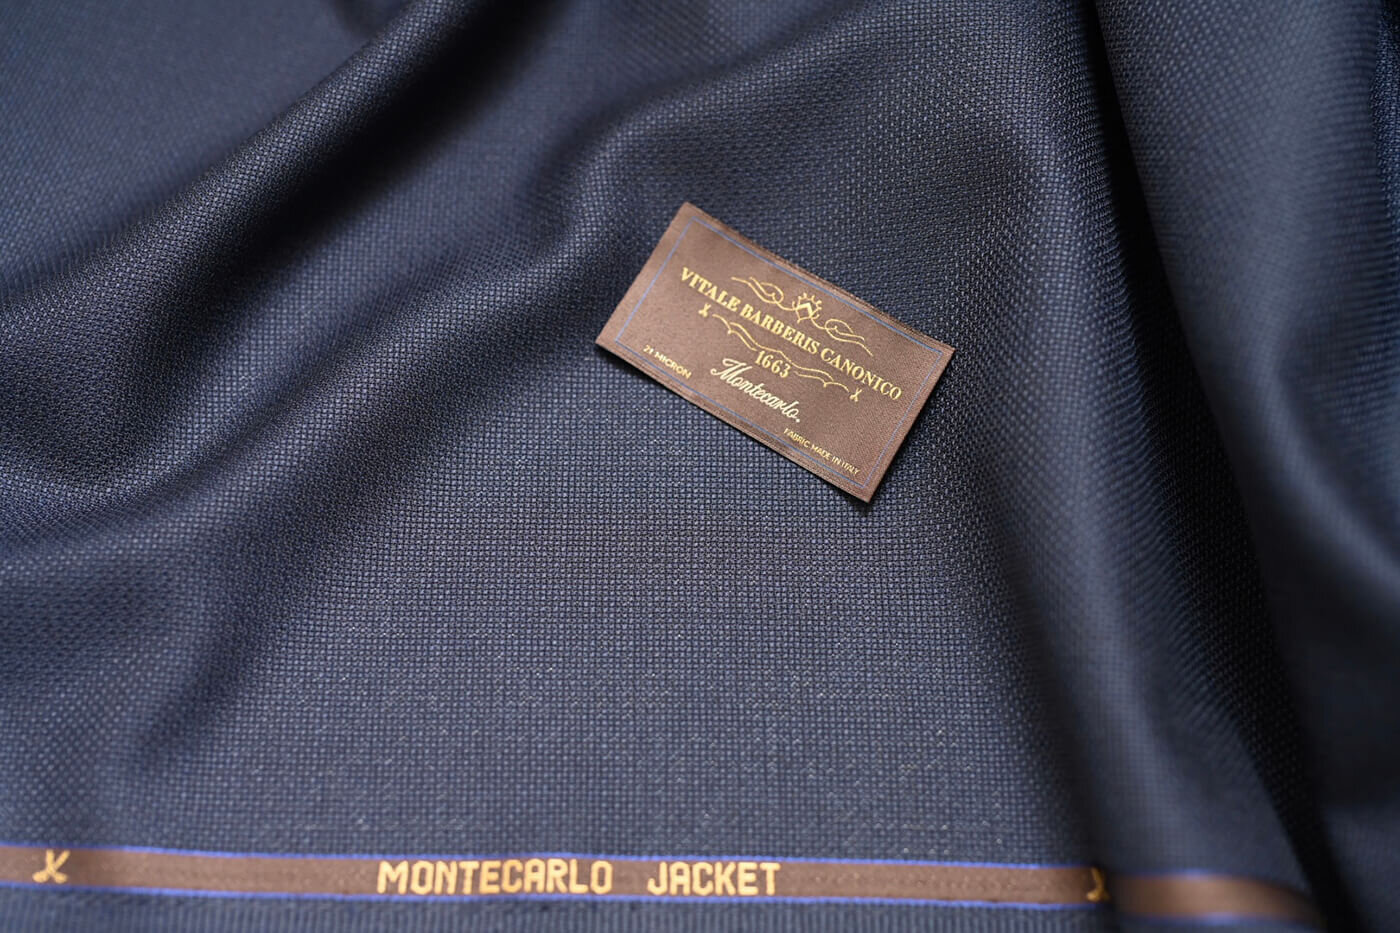 VITALE BARBERIS CANONICO
1663
Montecarlo.
21 MICRON
FABRIC MADE IN ITALY
MONTECARLO JACKET